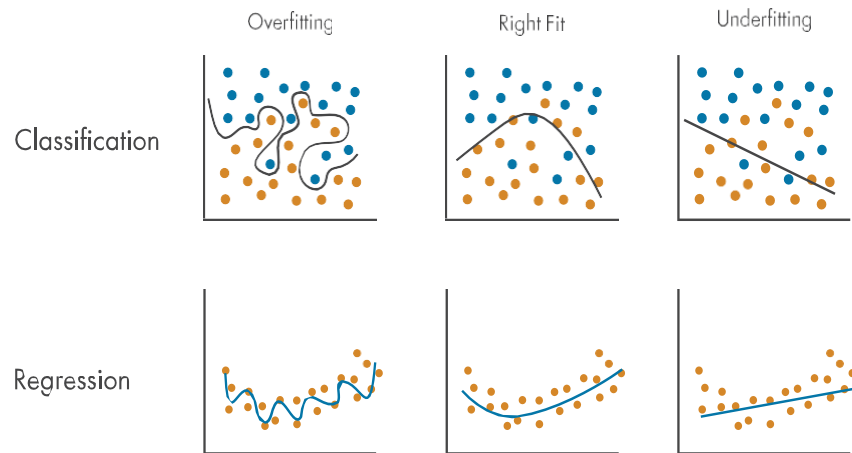 Overfitting
Right Fit
Underfitting
Classification
Regression